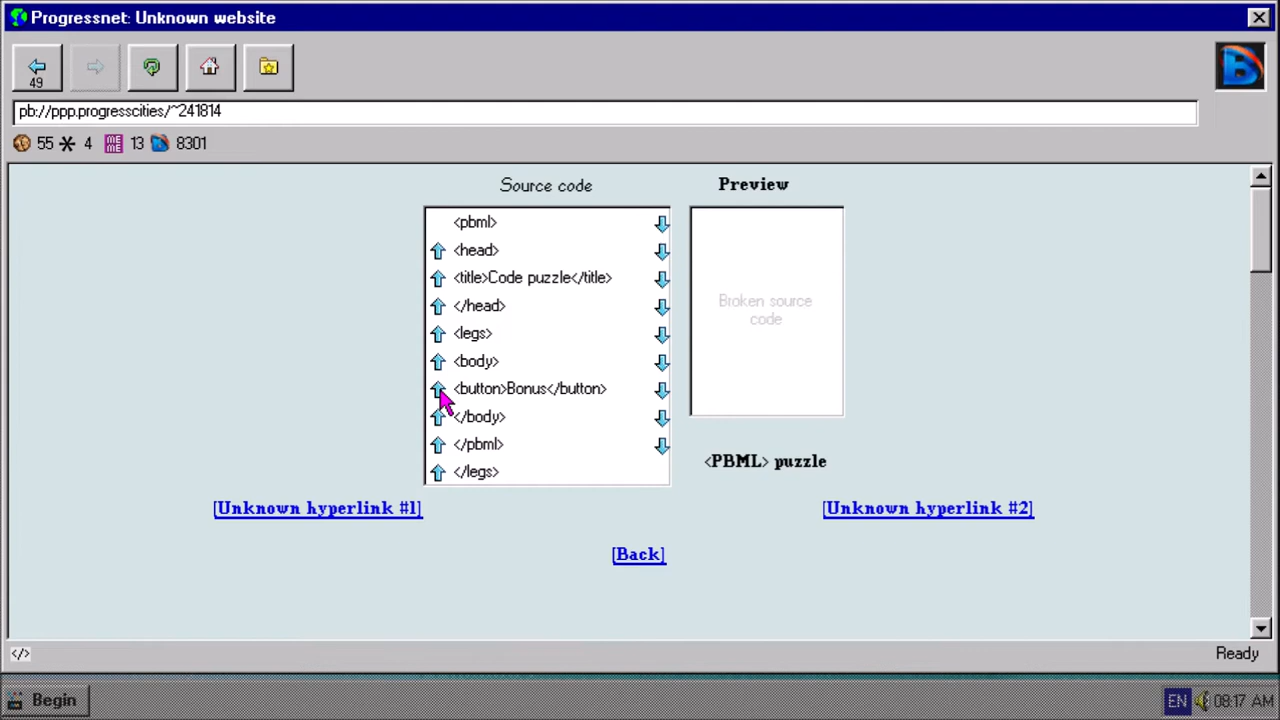 Progressnet: Unknown website
49
pb://ppp.progresscities/~241814
55 4 MEME 13 8301
Source code
Preview
<pbml>
<head>
<title>Code puzzle</title>
</head>
<legs>
<body>
<button>Bonus</button>
</body>
</pbml>
</legs>
Broken source
code
<PBML> puzzle
[Unknown hyperlink #1]
[Unknown hyperlink #2]
[Back]
</> Ready
Begin
EN 08:17 AM